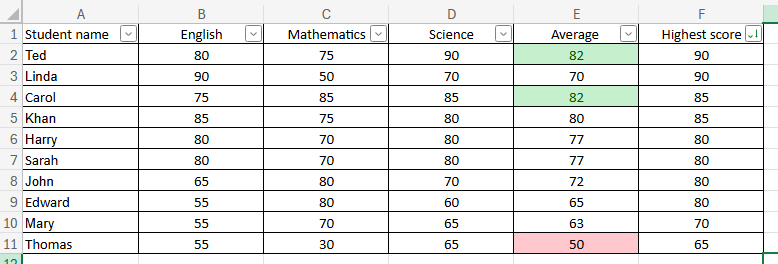 A B C D E F
1 Student name English Mathematics Science Average Highest score
2 Ted 80 75 90 82 90
3 Linda 90 50 70 70 90
4 Carol 75 85 85 82 85
5 Khan 85 75 80 80 85
6 Harry 80 70 80 77 80
7 Sarah 80 70 80 77 80
8 John 65 80 70 72 80
9 Edward 55 80 60 65 80
10 Mary 55 70 65 63 70
11 Thomas 55 30 65 50 65
12